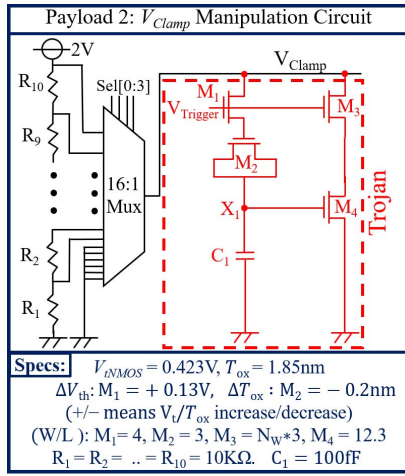 Payload 2: V_Clamp Manipulation Circuit
2V
R₁₀
Sel[0:3]
R₉
16:1
Mux
R₂
R₁
V_Clamp
M₁
V_Trigger
M₃
M₂
X₁
M₄
C₁
Trojan
Specs: V_tNMOS = 0.423V, T_ox = 1.85nm
ΔV_th: M₁ = + 0.13V, ΔT_ox : M₂ = − 0.2nm
(+/− means V_t/T_ox increase/decrease)
(W/L ): M₁= 4, M₂ = 3, M₃ = N_W*3, M₄ = 12.3
R₁ = R₂ = .. = R₁₀ = 10KΩ. C₁ = 100fF